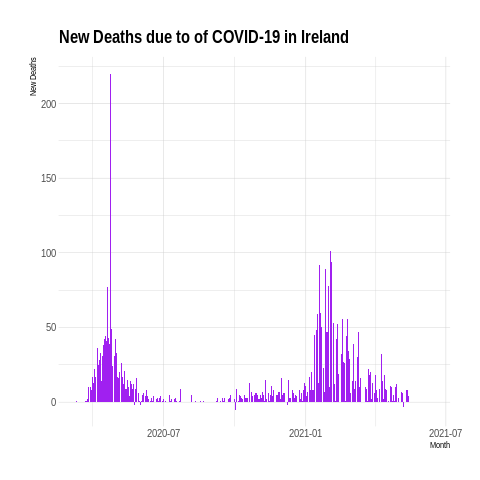 New Deaths due to of COVID-19 in Ireland
New Deaths
200
150
100
50
0
2020-07
2021-01
2021-07
Month